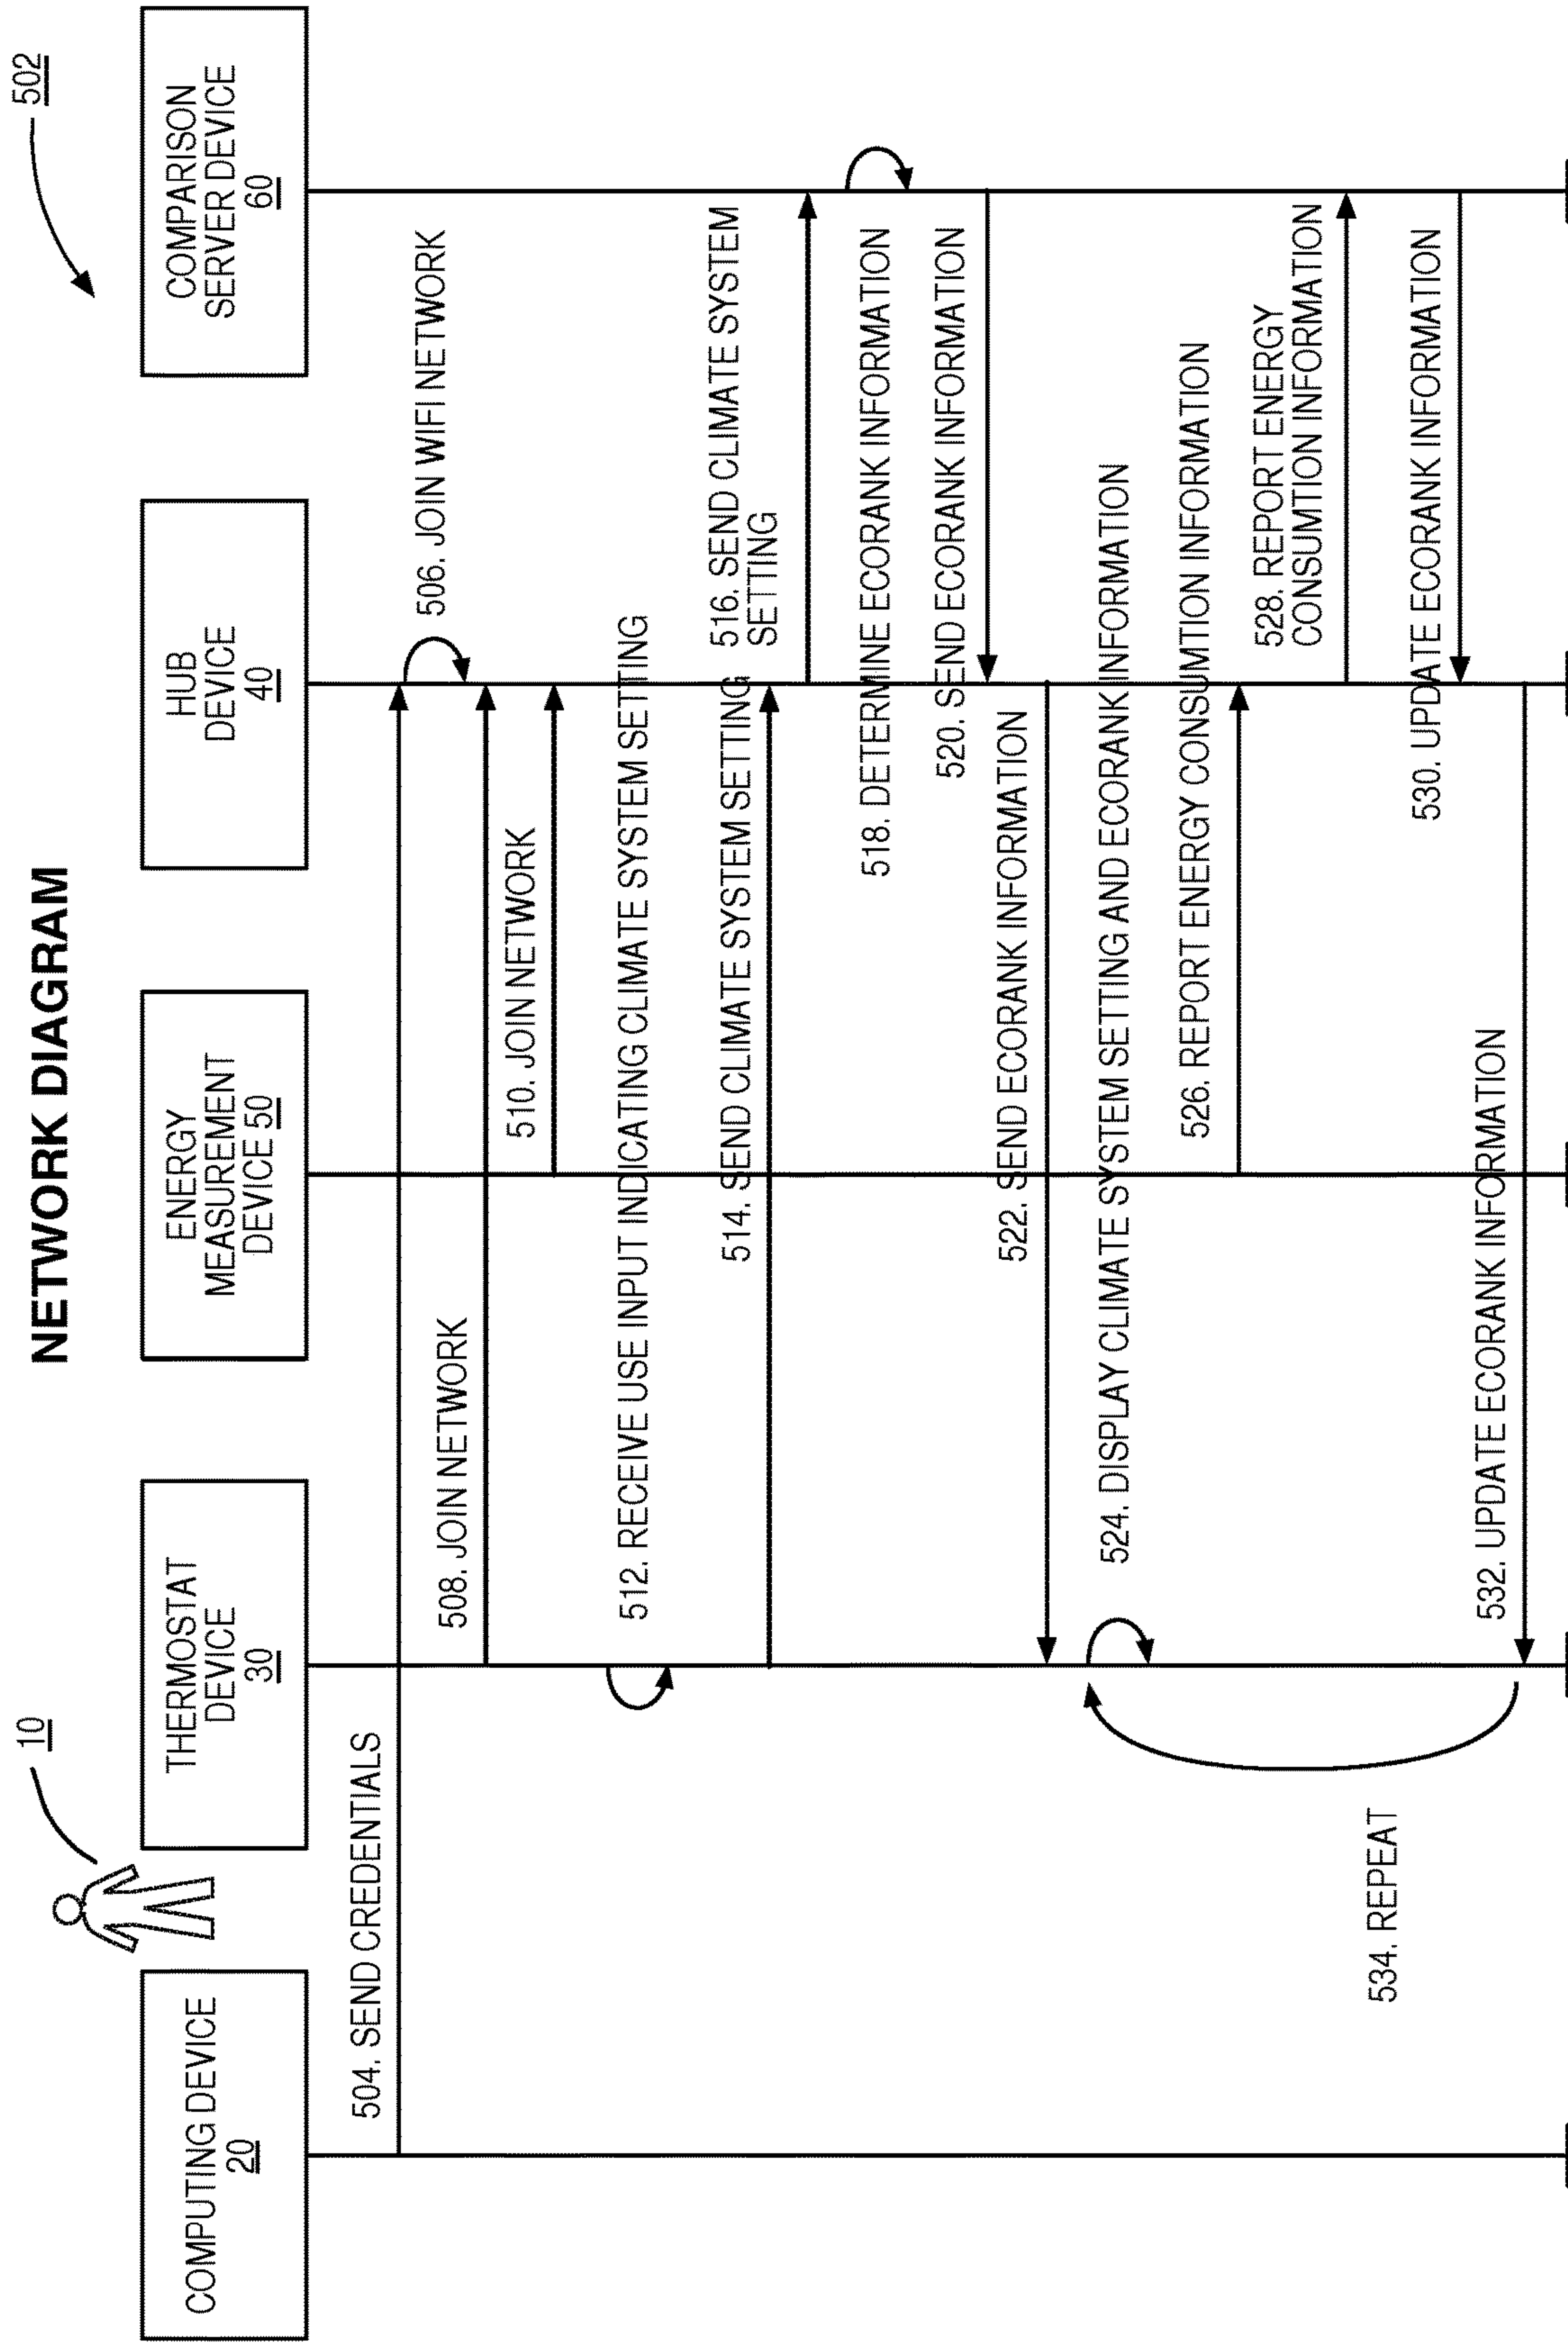 NETWORK DIAGRAM
502
10
COMPUTING DEVICE
20
THERMOSTAT
DEVICE
30
ENERGY
MEASUREMENT
DEVICE 50
HUB
DEVICE
40
COMPARISON
SERVER DEVICE
60
504. SEND CREDENTIALS
506. JOIN WIFI NETWORK
508. JOIN NETWORK
510. JOIN NETWORK
512. RECEIVE USE INPUT INDICATING CLIMATE SYSTEM SETTING
514. SEND CLIMATE SYSTEM SETTING
516. SEND CLIMATE SYSTEM
SETTING
518. DETERMINE ECORANK INFORMATION
520. SEND ECORANK INFORMATION
522. SEND ECORANK INFORMATION
524. DISPLAY CLIMATE SYSTEM SETTING AND ECORANK INFORMATION
526. REPORT ENERGY CONSUMTION INFORMATION
528. REPORT ENERGY
CONSUMTION INFORMATION
530. UPDATE ECORANK INFORMATION
532. UPDATE ECORANK INFORMATION
534. REPEAT